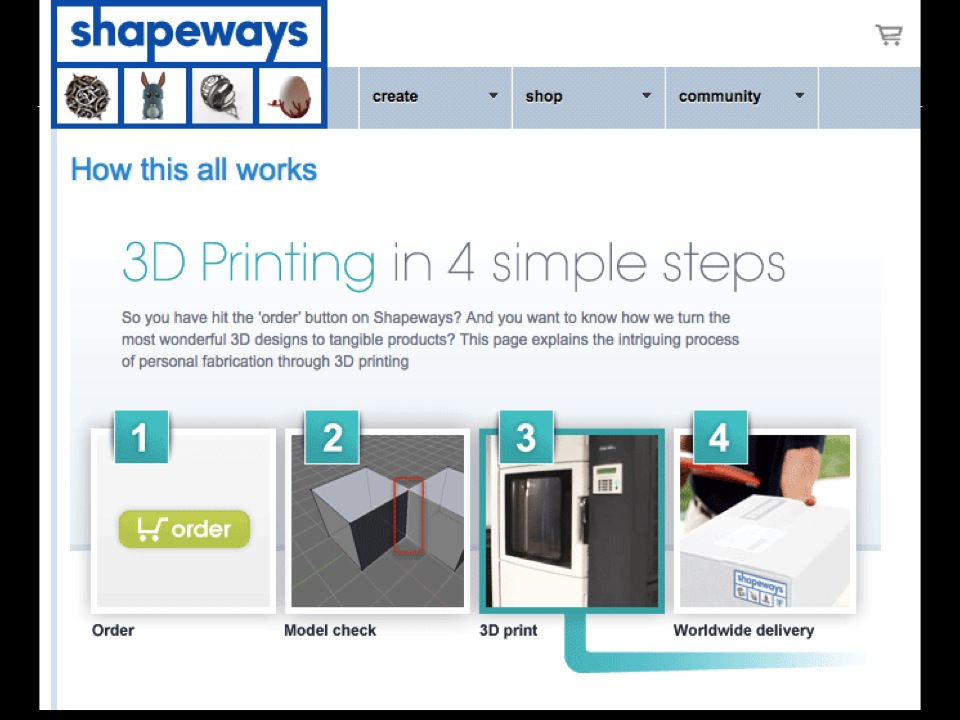 shapeways
create
shop
community
How this all works
3D Printing in 4 simple steps
So you have hit the ‘order’ button on Shapeways? And you want to know how we turn the
most wonderful 3D designs to tangible products? This page explains the intriguing process
of personal fabrication through 3D printing
1
2
3
4
order
shapeways
Order
Model check
3D print
Worldwide delivery